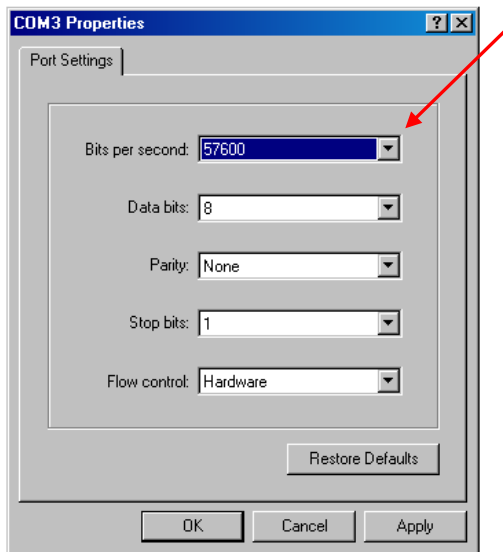 COM3 Properties
Port Settings
Bits per second: 57600
Data bits: 8
Parity: None
Stop bits: 1
Flow control: Hardware
Restore Defaults
OK Cancel Apply